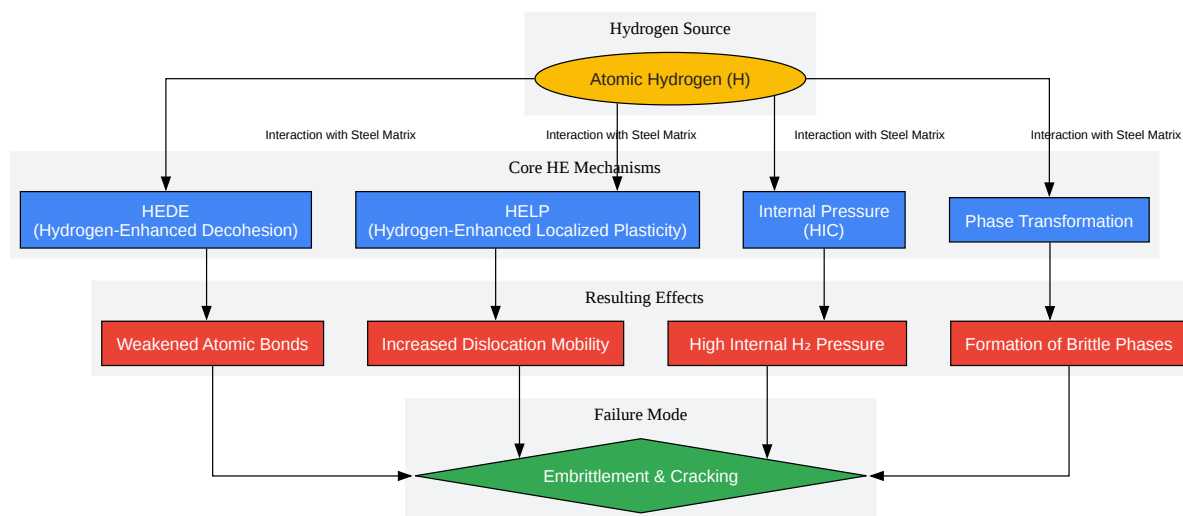 Hydrogen Source
Atomic Hydrogen (H)
Interaction with Steel Matrix
Interaction with Steel Matrix
Interaction with Steel Matrix
Interaction with Steel Matrix
Core HE Mechanisms
HEDE
(Hydrogen-Enhanced Decohesion)
HELP
(Hydrogen-Enhanced Localized Plasticity)
Internal Pressure
(HIC)
Phase Transformation
Resulting Effects
Weakened Atomic Bonds
Increased Dislocation Mobility
High Internal H₂ Pressure
Formation of Brittle Phases
Failure Mode
Embrittlement & Cracking